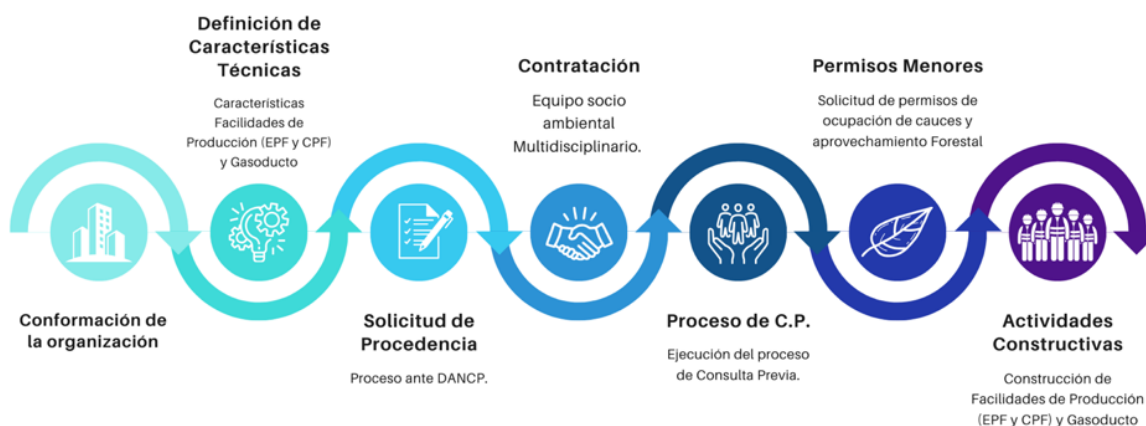 Conformación de
la organización
Definición de
Características
Técnicas
Características
Facilidades de
Producción (EPF y CPF)
y Gasoducto
Solicitud de
Procedencia
Proceso ante DANCP.
Contratación
Equipo socio
ambiental
Multidisciplinario.
Proceso de C.P.
Ejecución del proceso
de Consulta Previa.
Permisos Menores
Solicitud de permisos de
ocupación de cauces y
aprovechamiento Forestal
Actividades
Constructivas
Construcción de
Facilidades de Producción
(EPF y CPF) y Gasoducto